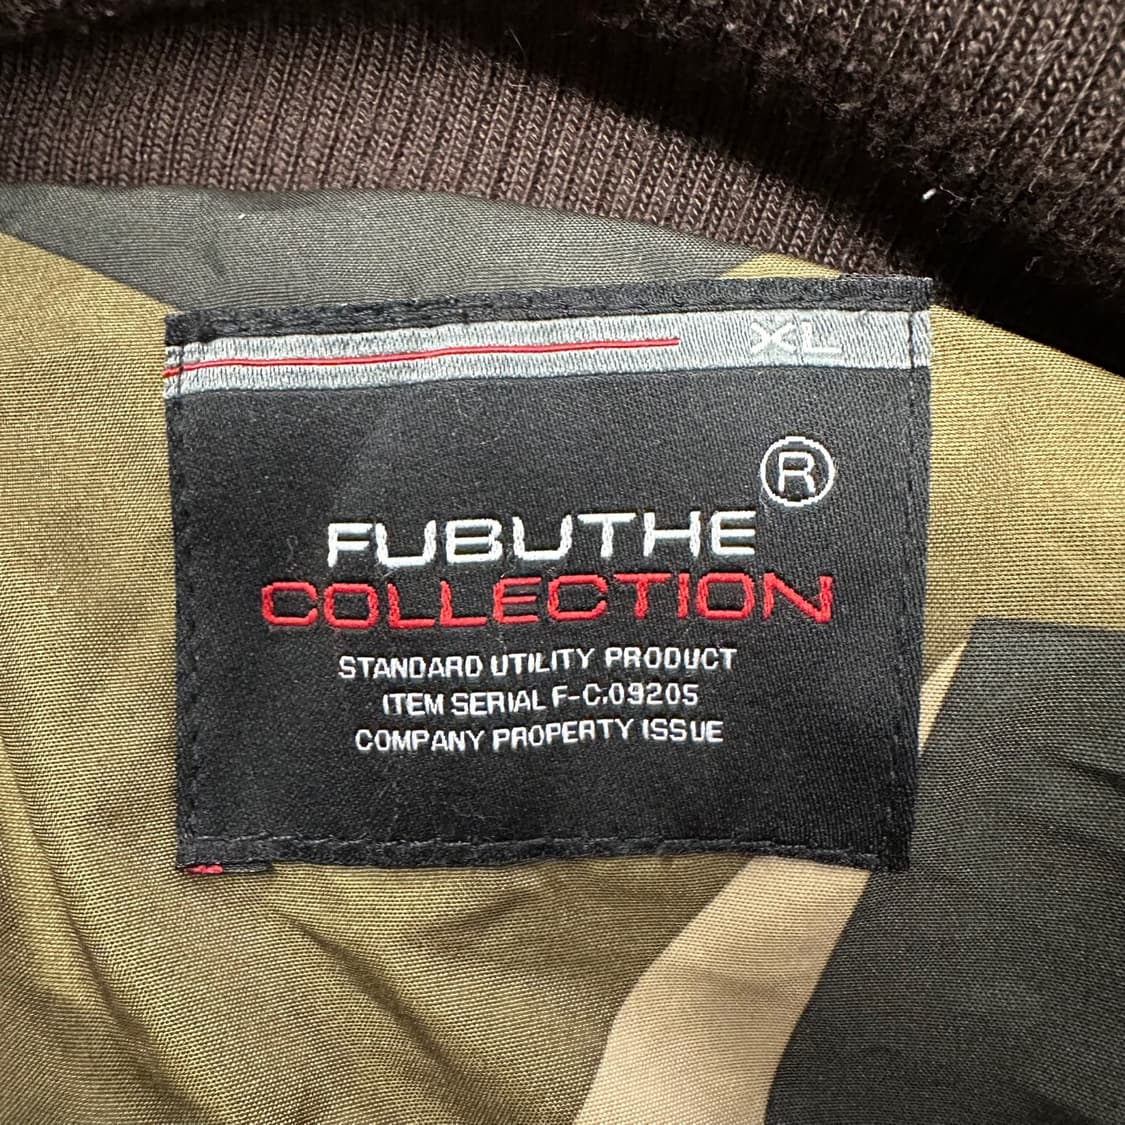 XL
®
FUBUTHE
COLLECTION
STANDARD UTILITY PRODUCT
ITEM SERIAL F-C.09205
COMPANY PROPERTY ISSUE